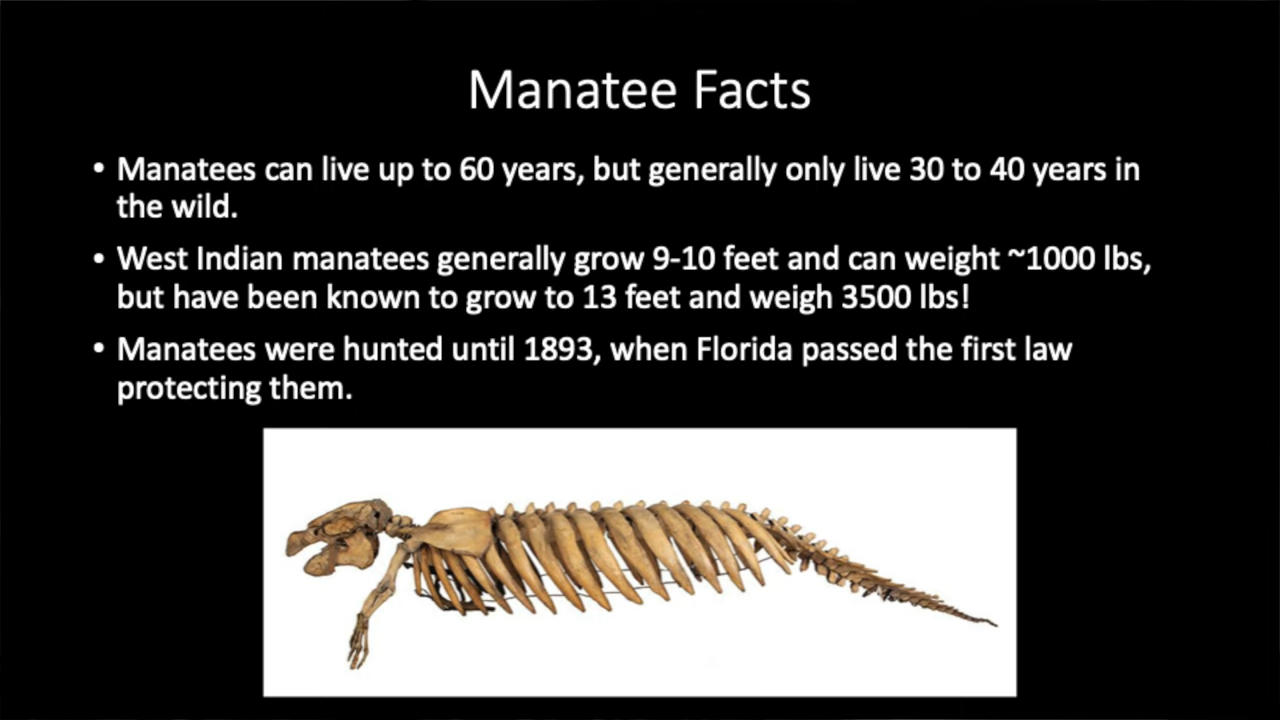 Manatee Facts
• Manatees can live up to 60 years, but generally only live 30 to 40 years in
the wild.
• West Indian manatees generally grow 9-10 feet and can weight ~1000 lbs,
but have been known to grow to 13 feet and weigh 3500 lbs!
• Manatees were hunted until 1893, when Florida passed the first law
protecting them.